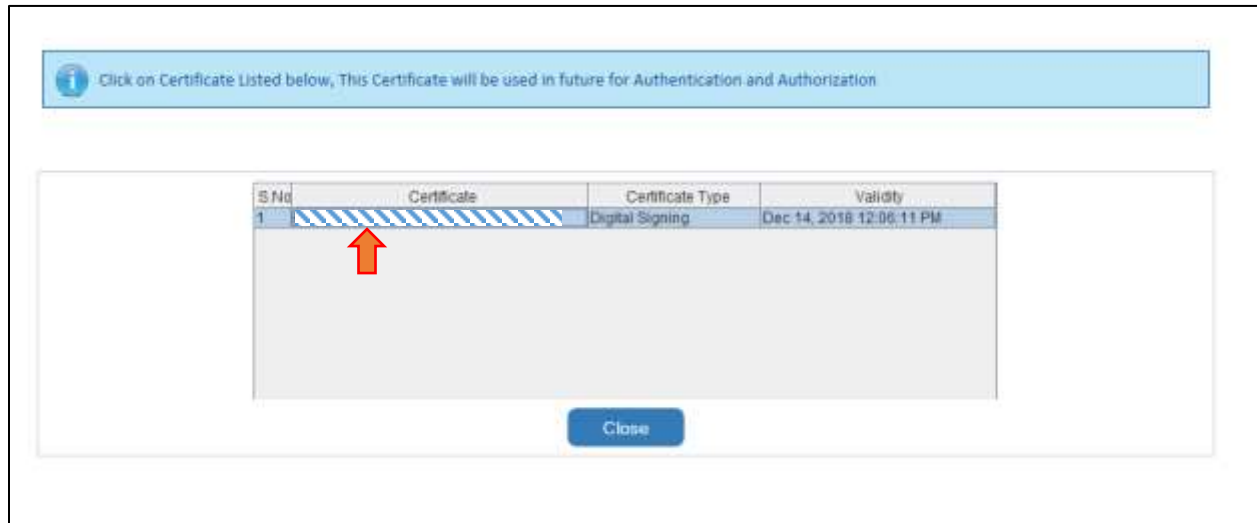 Click on Certificate Listed below, This Certificate will be used in future for Authentication and Authorization
S.No Certificate Certificate Type Validity
1 Digital Signing Dec 14, 2018 12:06:11 PM
Close